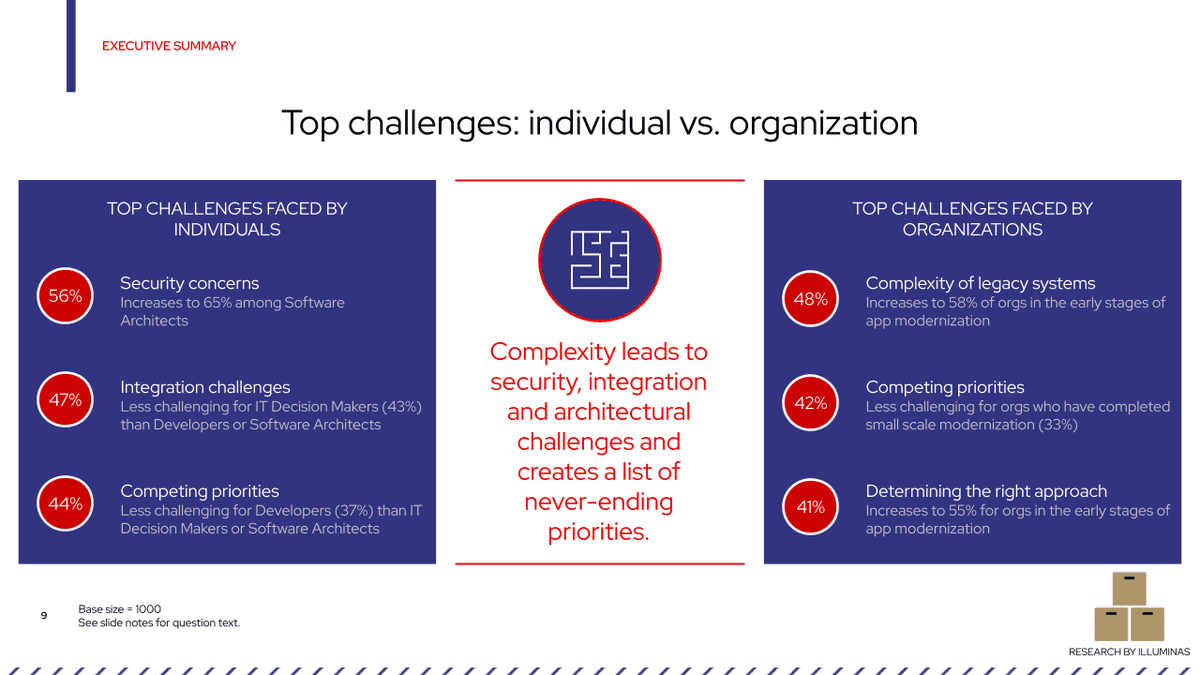 EXECUTIVE SUMMARY
Top challenges: individual vs. organization
TOP CHALLENGES FACED BY
INDIVIDUALS
56%
Security concerns
Increases to 65% among Software
Architects
47%
Integration challenges
Less challenging for IT Decision Makers (43%)
than Developers or Software Architects
44%
Competing priorities
Less challenging for Developers (37%) than IT
Decision Makers or Software Architects
Complexity leads to
security, integration
and architectural
challenges and
creates a list of
never-ending
priorities.
TOP CHALLENGES FACED BY
ORGANIZATIONS
48%
Complexity of legacy systems
Increases to 58% of orgs in the early stages of
app modernization
42%
Competing priorities
Less challenging for orgs who have completed
small scale modernization (33%)
41%
Determining the right approach
Increases to 55% for orgs in the early stages of
app modernization
9
Base size = 1000
See slide notes for question text.
RESEARCH BY ILLUMINAS